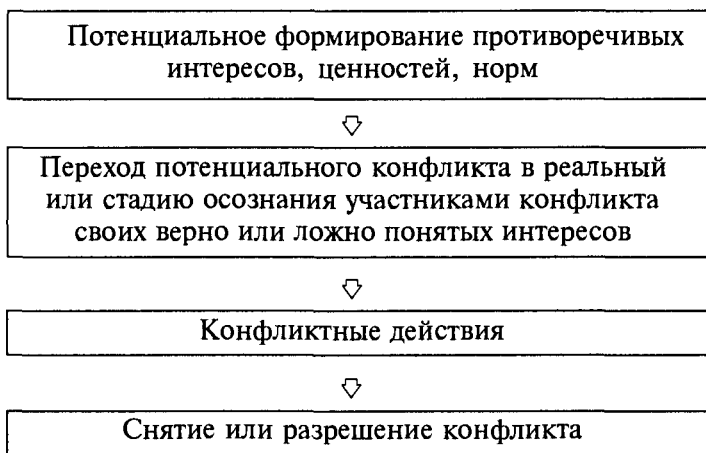 Потенциальное формирование противоречивых
интересов, ценностей, норм
Переход потенциального конфликта в реальный
или стадию осознания участниками конфликта
своих верно или ложно понятых интересов
Конфликтные действия
Снятие или разрешение конфликта